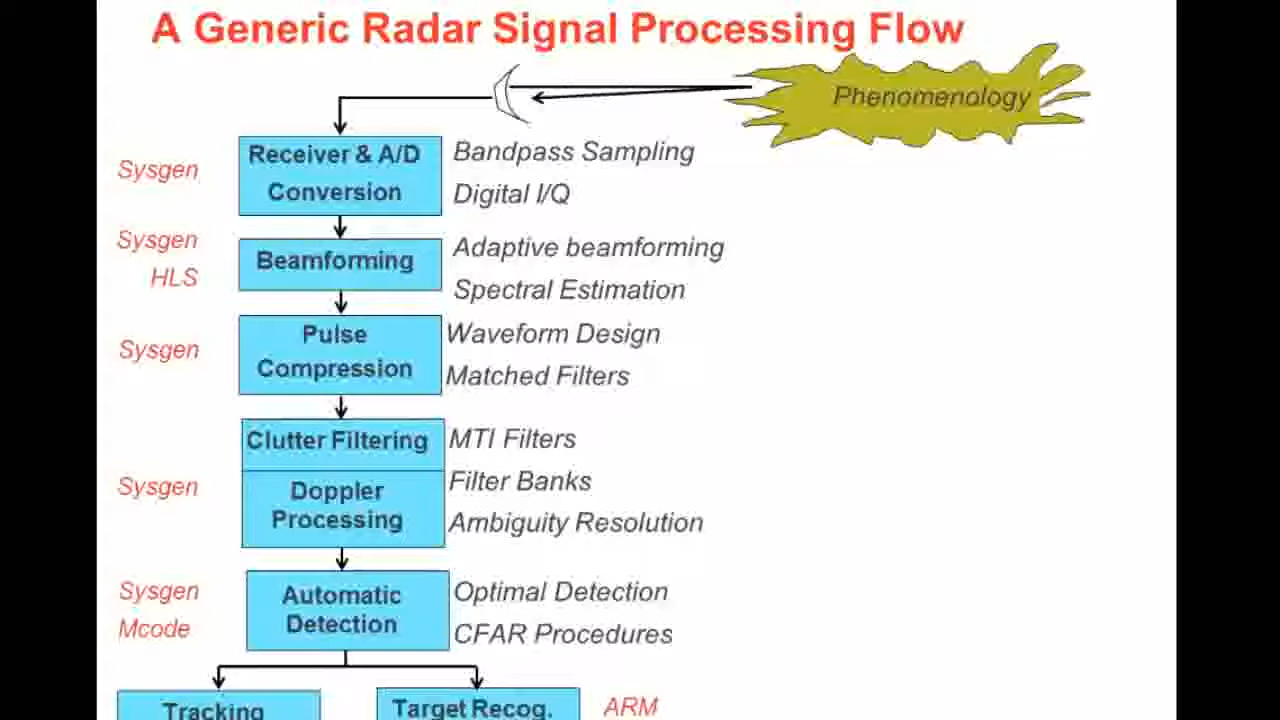 A Generic Radar Signal Processing Flow
Phenomenology
Sysgen
Receiver & A/D
Conversion
Bandpass Sampling
Digital I/Q
Sysgen
HLS
Beamforming
Adaptive beamforming
Spectral Estimation
Sysgen
Pulse
Compression
Waveform Design
Matched Filters
Clutter Filtering
MTI Filters
Sysgen
Doppler
Processing
Filter Banks
Ambiguity Resolution
Sysgen
Mcode
Automatic
Detection
Optimal Detection
CFAR Procedures
Tracking
Target Recog.
ARM